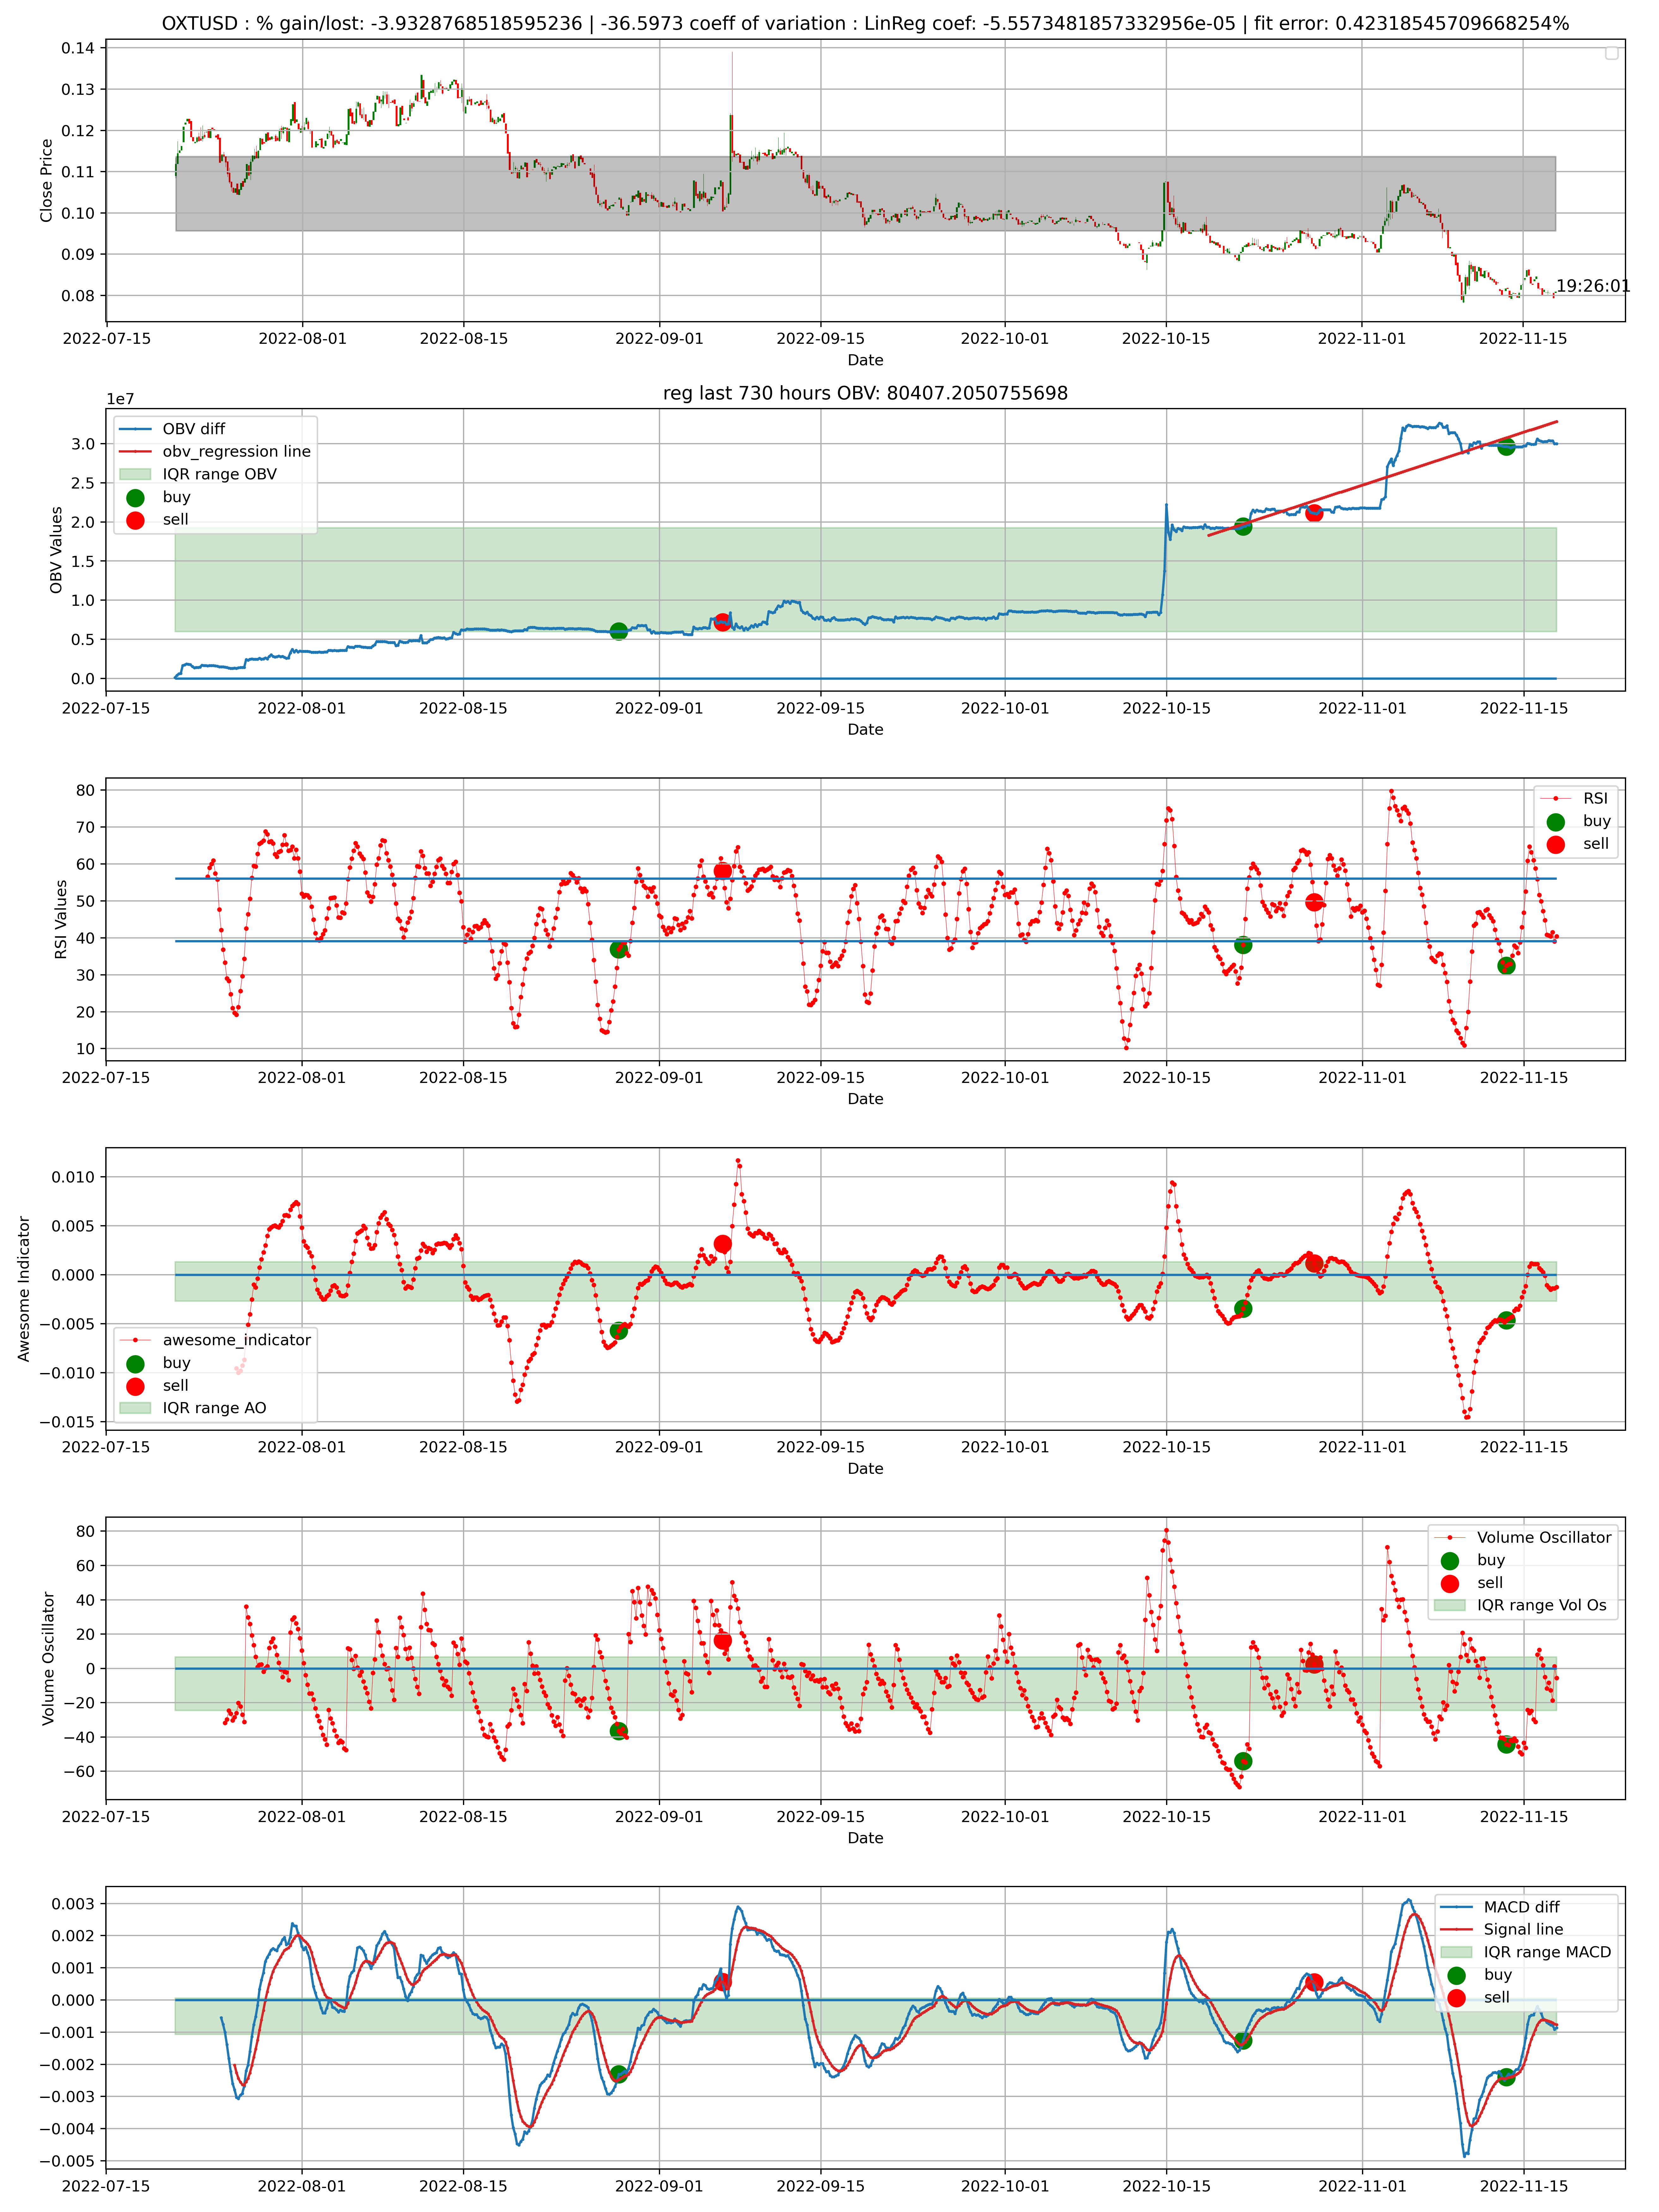 OXTUSD : % gain/lost: -3.9328768518595236 | -36.5973 coeff of variation : LinReg coef: -5.5573481857332956e-05 | fit error: 0.42318545709668254%
Close Price
0.14
0.13
0.12
0.11
0.10
0.09
0.08
19:26:01
2022-07-15 2022-08-01 2022-08-15 2022-09-01 2022-09-15 2022-10-01 2022-10-15 2022-11-01 2022-11-15
Date
reg last 730 hours OBV: 80407.2050755698
1e7
OBV Values
3.0
2.5
2.0
1.5
1.0
0.5
0.0
OBV diff
obv_regression line
IQR range OBV
buy
sell
2022-07-15 2022-08-01 2022-08-15 2022-09-01 2022-09-15 2022-10-01 2022-10-15 2022-11-01 2022-11-15
Date
RSI Values
80
70
60
50
40
30
20
10
RSI
buy
sell
2022-07-15 2022-08-01 2022-08-15 2022-09-01 2022-09-15 2022-10-01 2022-10-15 2022-11-01 2022-11-15
Date
Awesome Indicator
0.010
0.005
0.000
−0.005
−0.010
−0.015
awesome_indicator
buy
sell
IQR range AO
2022-07-15 2022-08-01 2022-08-15 2022-09-01 2022-09-15 2022-10-01 2022-10-15 2022-11-01 2022-11-15
Date
Volume Oscillator
80
60
40
20
0
−20
−40
−60
Volume Oscillator
buy
sell
IQR range Vol Os
2022-07-15 2022-08-01 2022-08-15 2022-09-01 2022-09-15 2022-10-01 2022-10-15 2022-11-01 2022-11-15
Date
0.003
0.002
0.001
0.000
−0.001
−0.002
−0.003
−0.004
−0.005
MACD diff
Signal line
IQR range MACD
buy
sell
2022-07-15 2022-08-01 2022-08-15 2022-09-01 2022-09-15 2022-10-01 2022-10-15 2022-11-01 2022-11-15